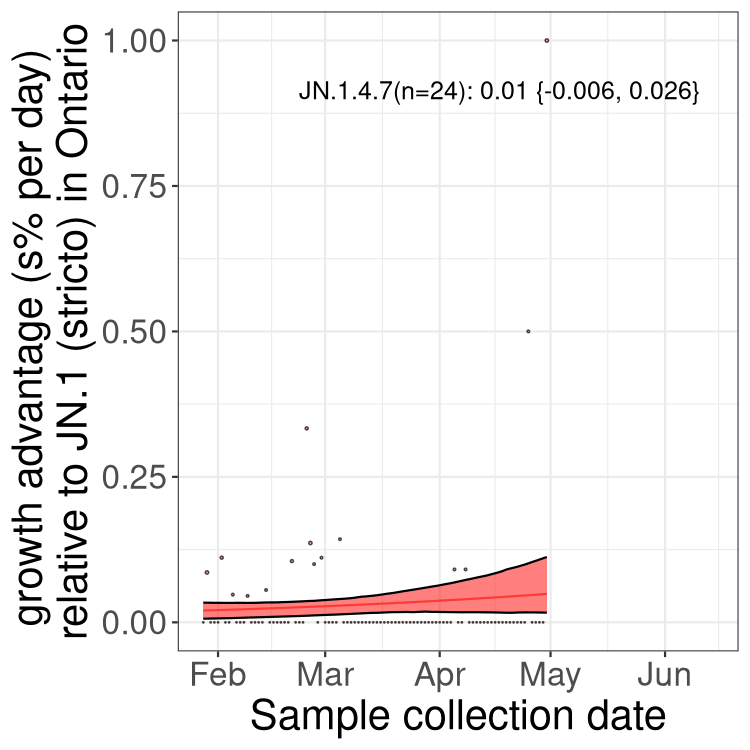 growth advantage (s% per day)
relative to JN.1 (stricto) in Ontario
1.00
0.75
0.50
0.25
0.00
JN.1.4.7(n=24): 0.01 {-0.006, 0.026}
Feb Mar Apr May Jun
Sample collection date